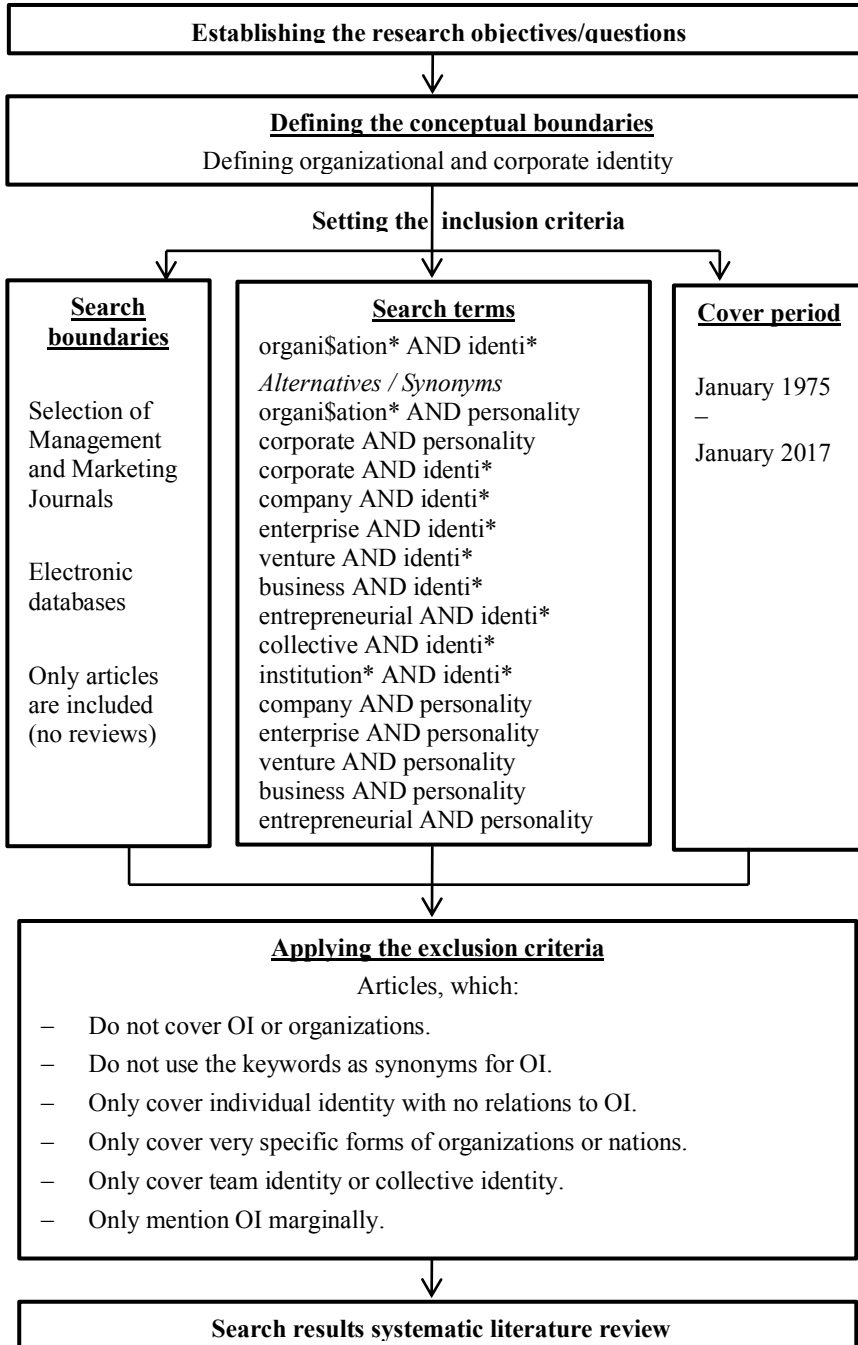 Establishing the research objectives/questions
Defining the conceptual boundaries
Defining organizational and corporate identity
Setting the inclusion criteria
Search
boundaries
Selection of
Management
and Marketing
Journals
Electronic
databases
Only articles
are included
(no reviews)
Search terms
organi$ation* AND identi*
Alternatives / Synonyms
organi$ation* AND personality
corporate AND personality
corporate AND identi*
company AND identi*
enterprise AND identi*
venture AND identi*
business AND identi*
entrepreneurial AND identi*
collective AND identi*
institution* AND identi*
company AND personality
enterprise AND personality
venture AND personality
business AND personality
entrepreneurial AND personality
Cover period
January 1975
–
January 2017
Applying the exclusion criteria
Articles, which:
– Do not cover OI or organizations.
– Do not use the keywords as synonyms for OI.
– Only cover individual identity with no relations to OI.
– Only cover very specific forms of organizations or nations.
– Only cover team identity or collective identity.
– Only mention OI marginally.
Search results systematic literature review